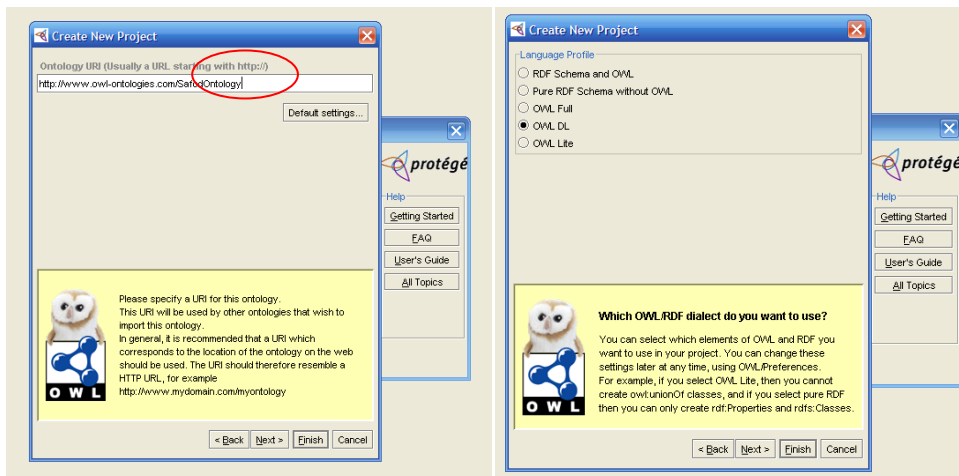 Create New Project
Ontology URI (Usually a URL starting with http://)
http://www.owl-ontologies.com/SafodOntology
Default settings...
protégé
Help
Getting Started
FAQ
User's Guide
All Topics
Please specify a URI for this ontology.
This URI will be used by other ontologies that wish to
import this ontology.
In general, it is recommended that a URI which
corresponds to the location of the ontology on the web
should be used. The URI should therefore resemble a
HTTP URL, for example
http://www.mydomain.com/myontology
OWL
< Back
Next >
Finish
Cancel
Create New Project
Language Profile
RDF Schema and OWL
Pure RDF Schema without OWL
OWL Full
OWL DL
OWL Lite
protégé
Help
Getting Started
FAQ
User's Guide
All Topics
Which OWL/RDF dialect do you want to use?
You can select which elements of OWL and RDF you
want to use in your project. You can change these
settings later at any time, using OWL/Preferences.
For example, if you select OWL Lite, then you cannot
create owl:unionOf classes, and if you select pure RDF
then you can only create rdf:Properties and rdfs:Classes.
OWL
< Back
Next >
Finish
Cancel